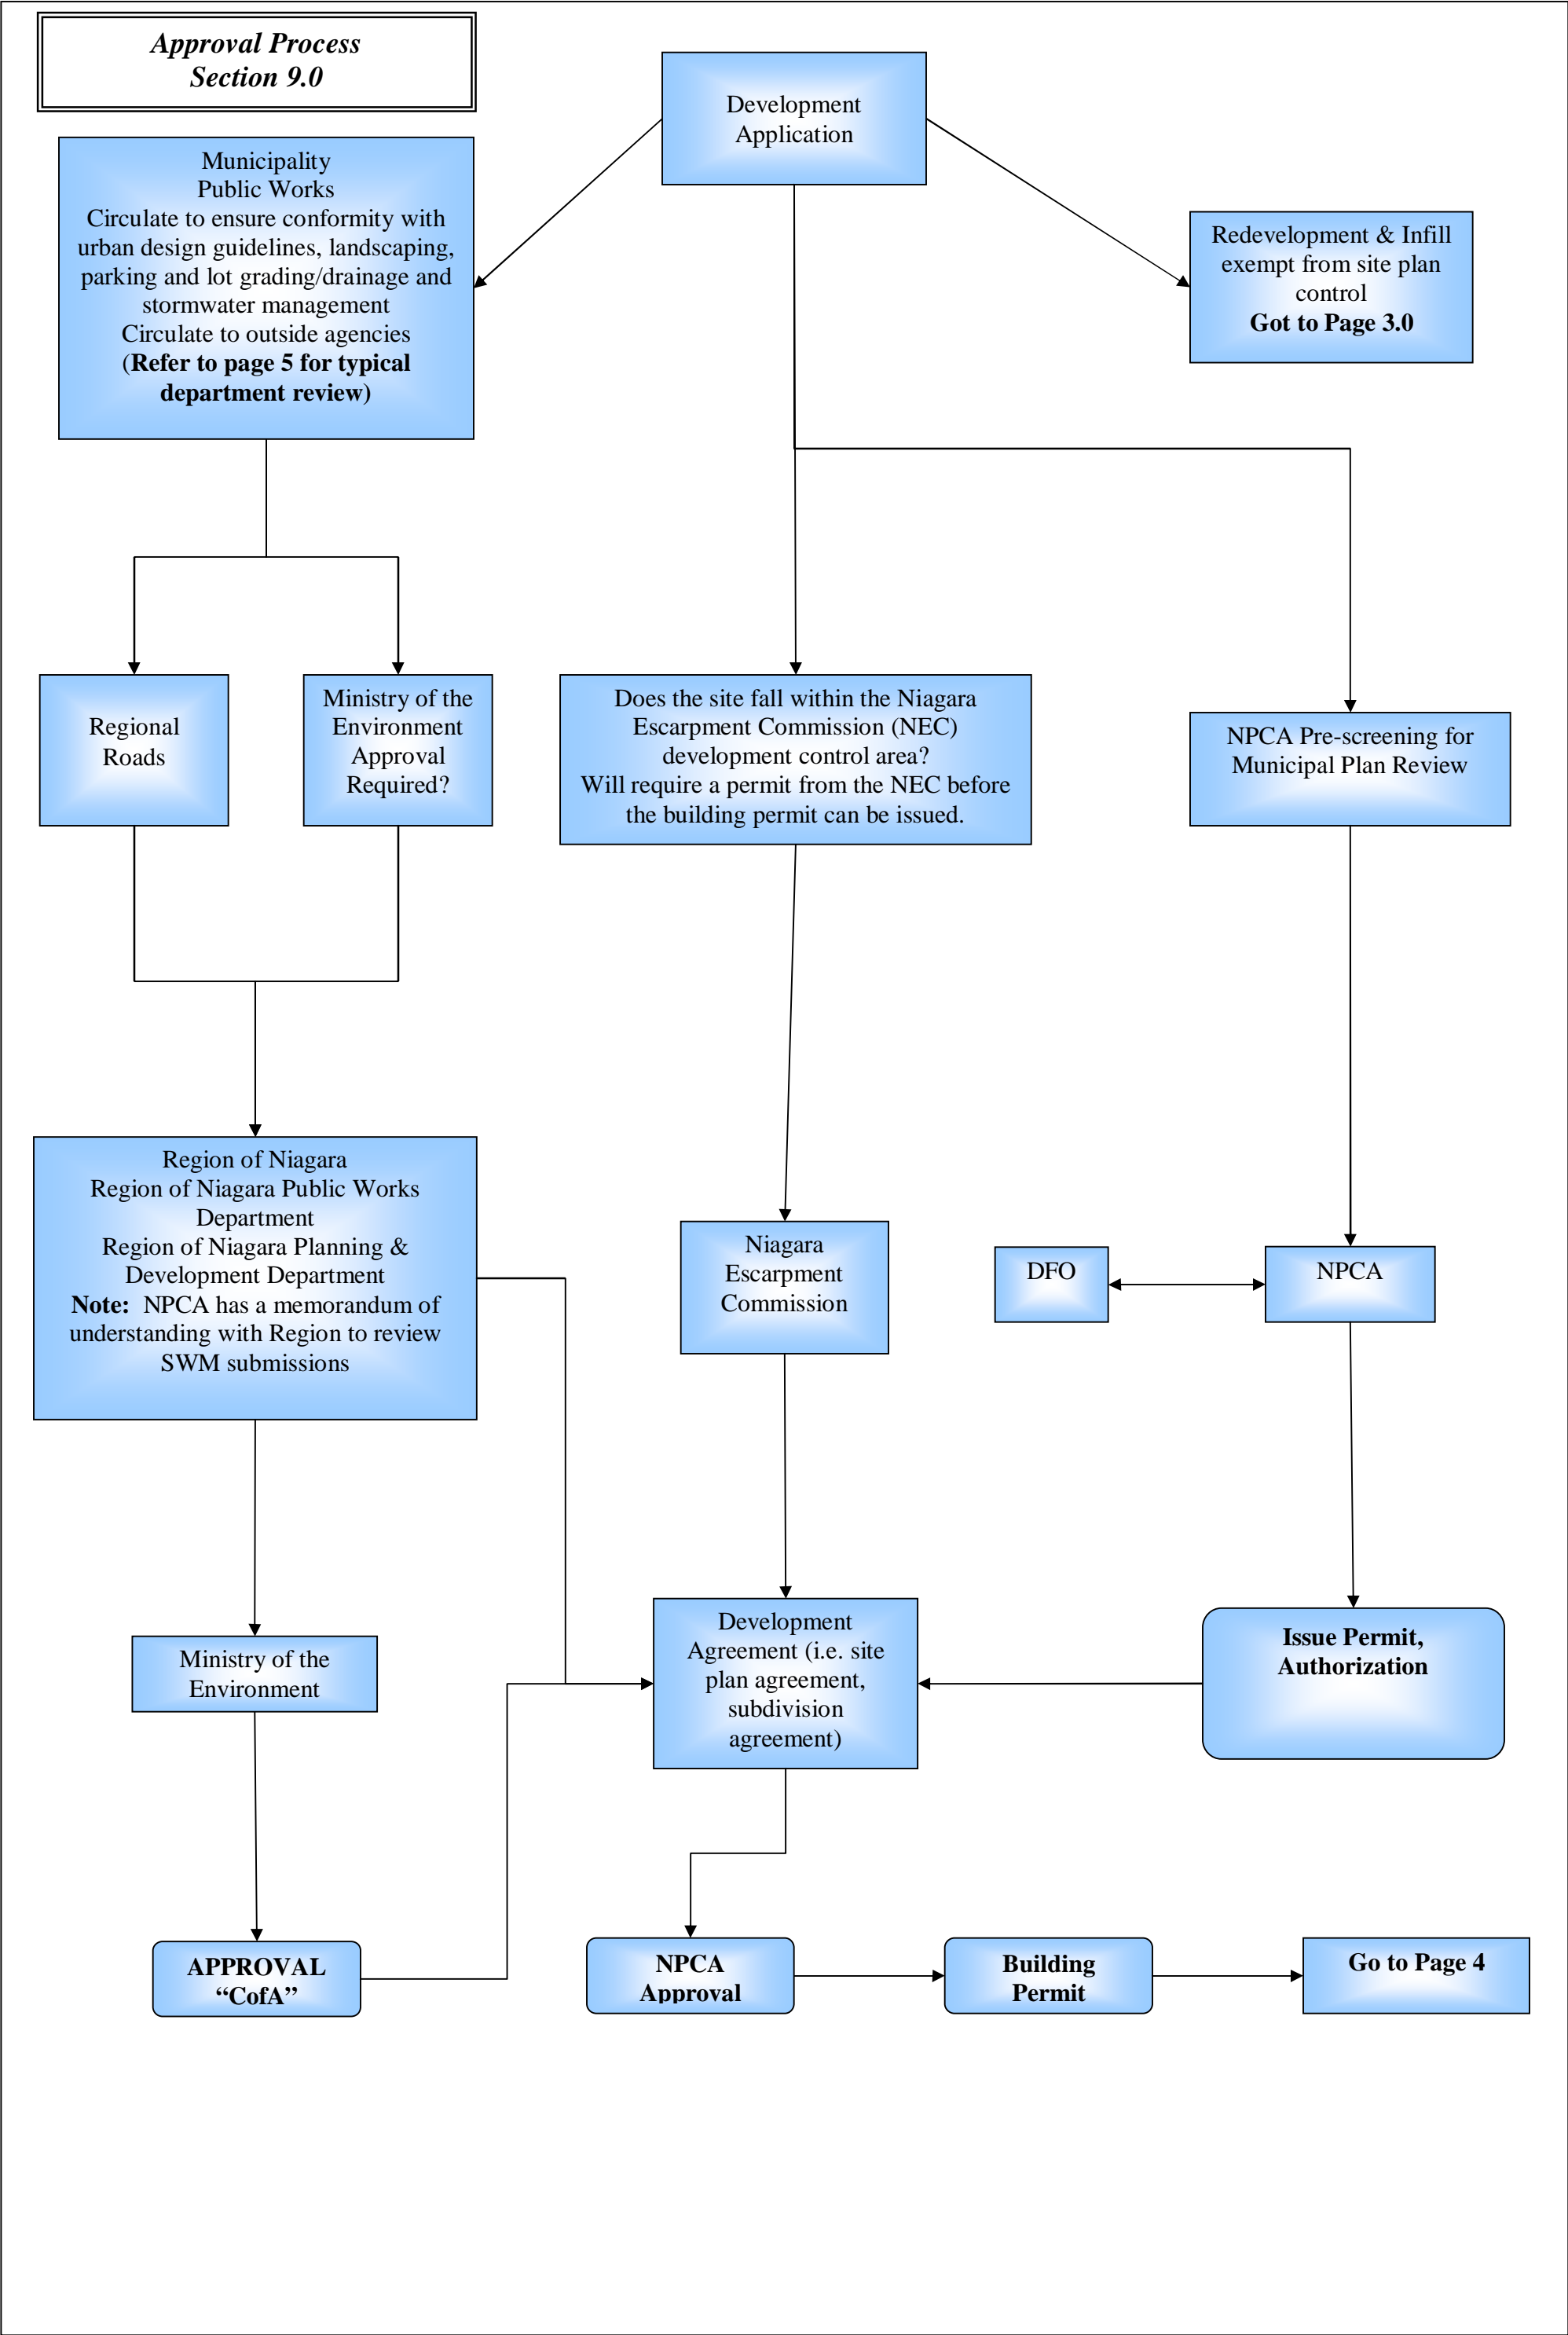 Approval Process
Section 9.0
Development
Application
Municipality
Public Works
Circulate to ensure conformity with
urban design guidelines, landscaping,
parking and lot grading/drainage and
stormwater management
Circulate to outside agencies
(Refer to page 5 for typical
department review)
Redevelopment & Infill
exempt from site plan
control
Got to Page 3.0
Regional
Roads
Ministry of the
Environment
Approval
Required?
Does the site fall within the Niagara
Escarpment Commission (NEC)
development control area?
Will require a permit from the NEC before
the building permit can be issued.
NPCA Pre-screening for
Municipal Plan Review
Region of Niagara
Region of Niagara Public Works
Department
Region of Niagara Planning &
Development Department
Note: NPCA has a memorandum of
understanding with Region to review
SWM submissions
Niagara
Escarpment
Commission
DFO
NPCA
Ministry of the
Environment
Development
Agreement (i.e. site
plan agreement,
subdivision
agreement)
Issue Permit,
Authorization
APPROVAL
“CofA”
NPCA
Approval
Building
Permit
Go to Page 4